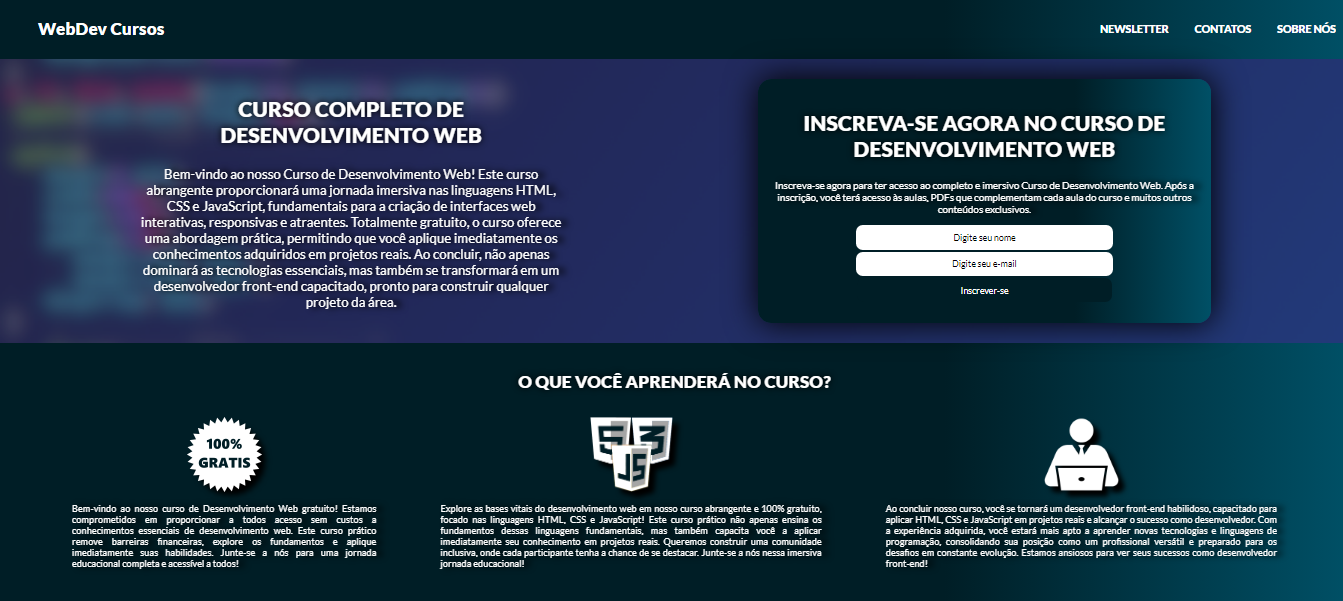 WebDev Cursos
NEWSLETTER CONTATOS SOBRE NÓS
CURSO COMPLETO DE
DESENVOLVIMENTO WEB
Bem-vindo ao nosso Curso de Desenvolvimento Web! Este curso
abrangente proporcionará uma jornada imersiva nas linguagens HTML,
CSS e JavaScript, fundamentais para a criação de interfaces web
interativas, responsivas e atraentes. Totalmente gratuito, o curso oferece
uma abordagem prática, permitindo que você aplique imediatamente os
conhecimentos adquiridos em projetos reais. Ao concluir, não apenas
dominará as tecnologias essenciais, mas também se transformará em um
desenvolvedor front-end capacitado, pronto para construir qualquer
projeto da área.
INSCREVA-SE AGORA NO CURSO DE
DESENVOLVIMENTO WEB
Inscreva-se agora para ter acesso ao completo e imersivo Curso de Desenvolvimento Web. Após a
inscrição, você terá acesso às aulas, PDFs que complementam cada aula do curso e muitos outros
conteúdos exclusivos.
Digite seu nome
Digite seu e-mail
Inscrever-se
O QUE VOCÊ APRENDERÁ NO CURSO?
100%
GRATIS
Bem-vindo ao nosso curso de Desenvolvimento Web gratuito! Estamos
comprometidos em proporcionar a todos acesso sem custos a
conhecimentos essenciais de desenvolvimento web. Este curso prático
remove barreiras financeiras, explore os fundamentos e aplique
imediatamente suas habilidades. Junte-se a nós para uma jornada
educacional completa e acessível a todos!
5 3
JS
Explore as bases vitais do desenvolvimento web em nosso curso abrangente e 100% gratuito,
focado nas linguagens HTML, CSS e JavaScript! Este curso prático não apenas ensina os
fundamentos dessas linguagens fundamentais, mas também capacita você a aplicar
imediatamente seu conhecimento em projetos reais. Queremos construir uma comunidade
inclusiva, onde cada participante tenha a chance de se destacar. Junte-se a nós nessa imersiva
jornada educacional!
Ao concluir nosso curso, você se tornará um desenvolvedor front-end habilidoso, capacitado para
aplicar HTML, CSS e JavaScript em projetos reais e alcançar o sucesso como desenvolvedor. Com
a experiência adquirida, você estará mais apto a aprender novas tecnologias e linguagens de
programação, consolidando sua posição como um profissional versátil e preparado para os
desafios em constante evolução. Estamos ansiosos para ver seus sucessos como desenvolvedor
front-end!